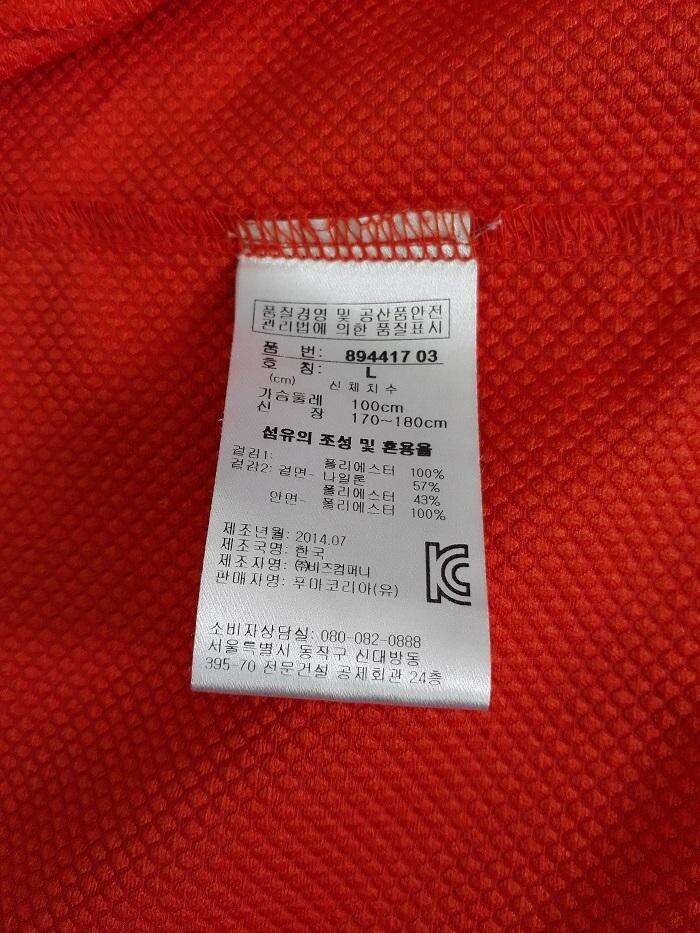 품질경영 및 공산품안전
관리법에 의한 품질표시
품 번: 894417 03
호 칭: L
(cm) 신체치수
가슴둘레 100cm
신 장 170~180cm
섬유의 조성 및 혼용율
겉감1: 폴리에스터 100%
겉감2: 겉면- 나일론 57%
폴리에스터 43%
안면- 폴리에스터 100%
제조년월: 2014.07
제조국명: 한국
제조자명: ㈜비즈컴퍼니
판매자명: 푸마코리아(유)
소비자상담실: 080-082-0888
서울특별시 동작구 신대방동
395-70 전문건설 공제회관 24층